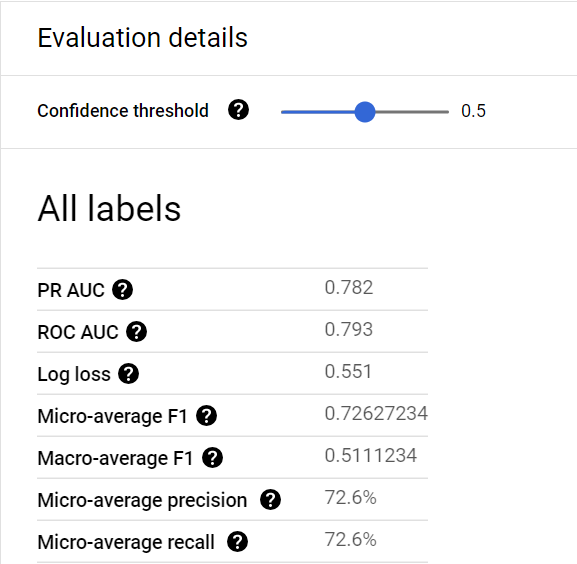 Evaluation details
Confidence threshold ? 0.5
All labels
PR AUC ? 0.782
ROC AUC ? 0.793
Log loss ? 0.551
Micro-average F1 ? 0.72627234
Macro-average F1 ? 0.5111234
Micro-average precision ? 72.6%
Micro-average recall ? 72.6%